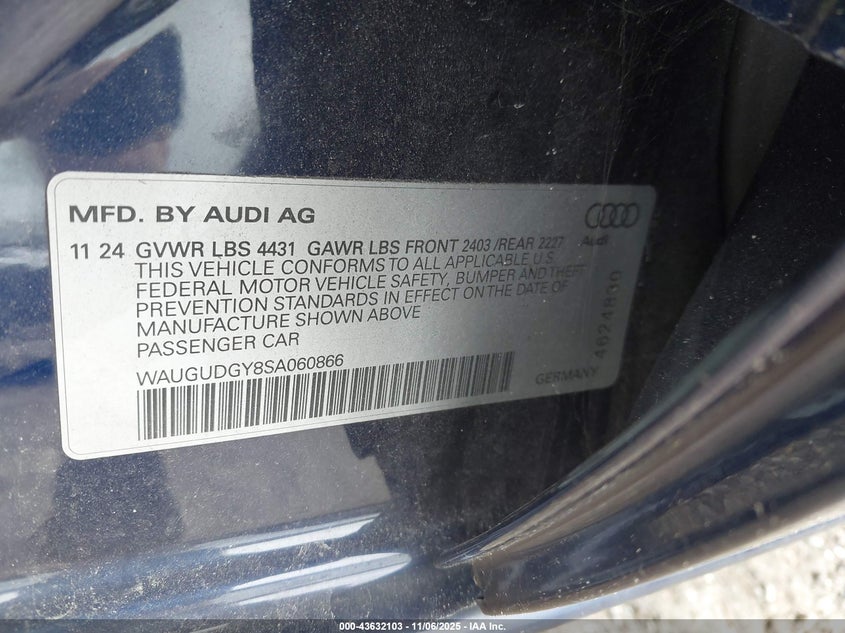 MFD. BY AUDI AG
Audi
11 24 GVWR LBS 4431 GAWR LBS FRONT 2403 /REAR 2227
THIS VEHICLE CONFORMS TO ALL APPLICABLE U.S.
FEDERAL MOTOR VEHICLE SAFETY, BUMPER AND THEFT
PREVENTION STANDARDS IN EFFECT ON THE DATE OF
MANUFACTURE SHOWN ABOVE
PASSENGER CAR
WAUGUDGY8SA060866
GERMANY
4624830
000-43632103 - 11/06/2025 - IAA Inc.